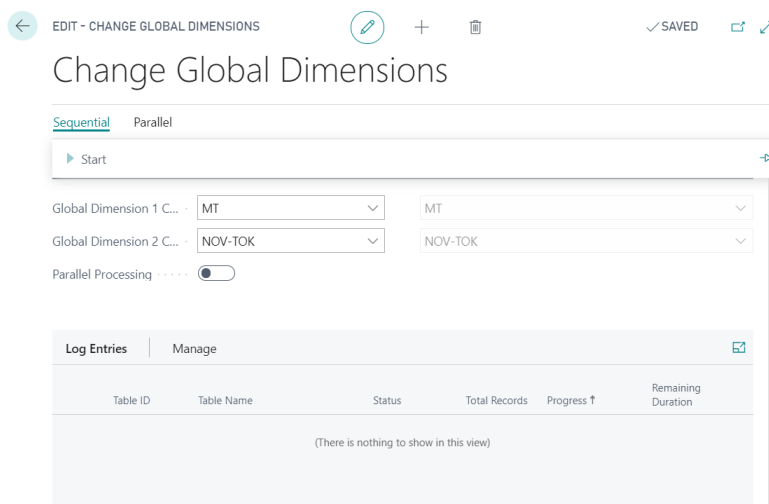 EDIT - CHANGE GLOBAL DIMENSIONS
SAVED
Change Global Dimensions
Sequential Parallel
Start
Global Dimension 1 C... MT MT
Global Dimension 2 C... NOV-TOK NOV-TOK
Parallel Processing
Log Entries Manage
Table ID Table Name Status Total Records Progress ↑ Remaining Duration
(There is nothing to show in this view)